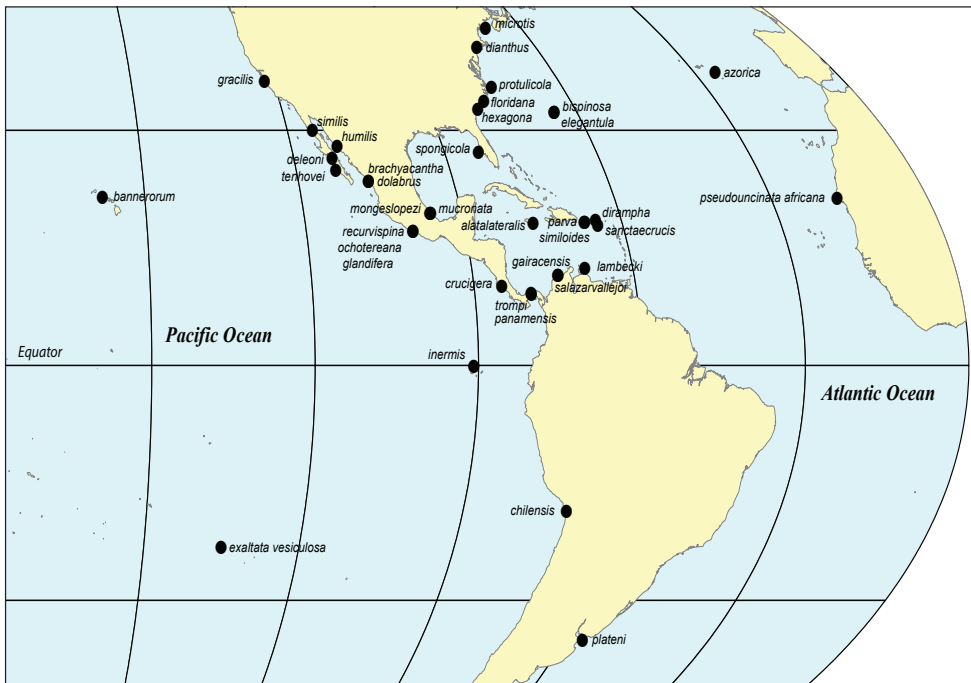 microtis
dianthus
gracilis
protulicola
floridana
hexagona
bispinosa
elegantula
azorica
similis
humilis
deleoni
tenhovei
spongicola
brachyacantha
dolabrus
bannerorum
mongeslopezi
mucronata
recurvispina
ochotereana
glandifera
alatalateralis
parva
similoides
dirampha
sanctaecrucis
pseudouncinata africana
gairacensis
lambecki
salazarvallejoi
crucigera
trompi
panamensis
Pacific Ocean
Equator
inermis
Atlantic Ocean
chilensis
exaltata vesiculosa
plateni